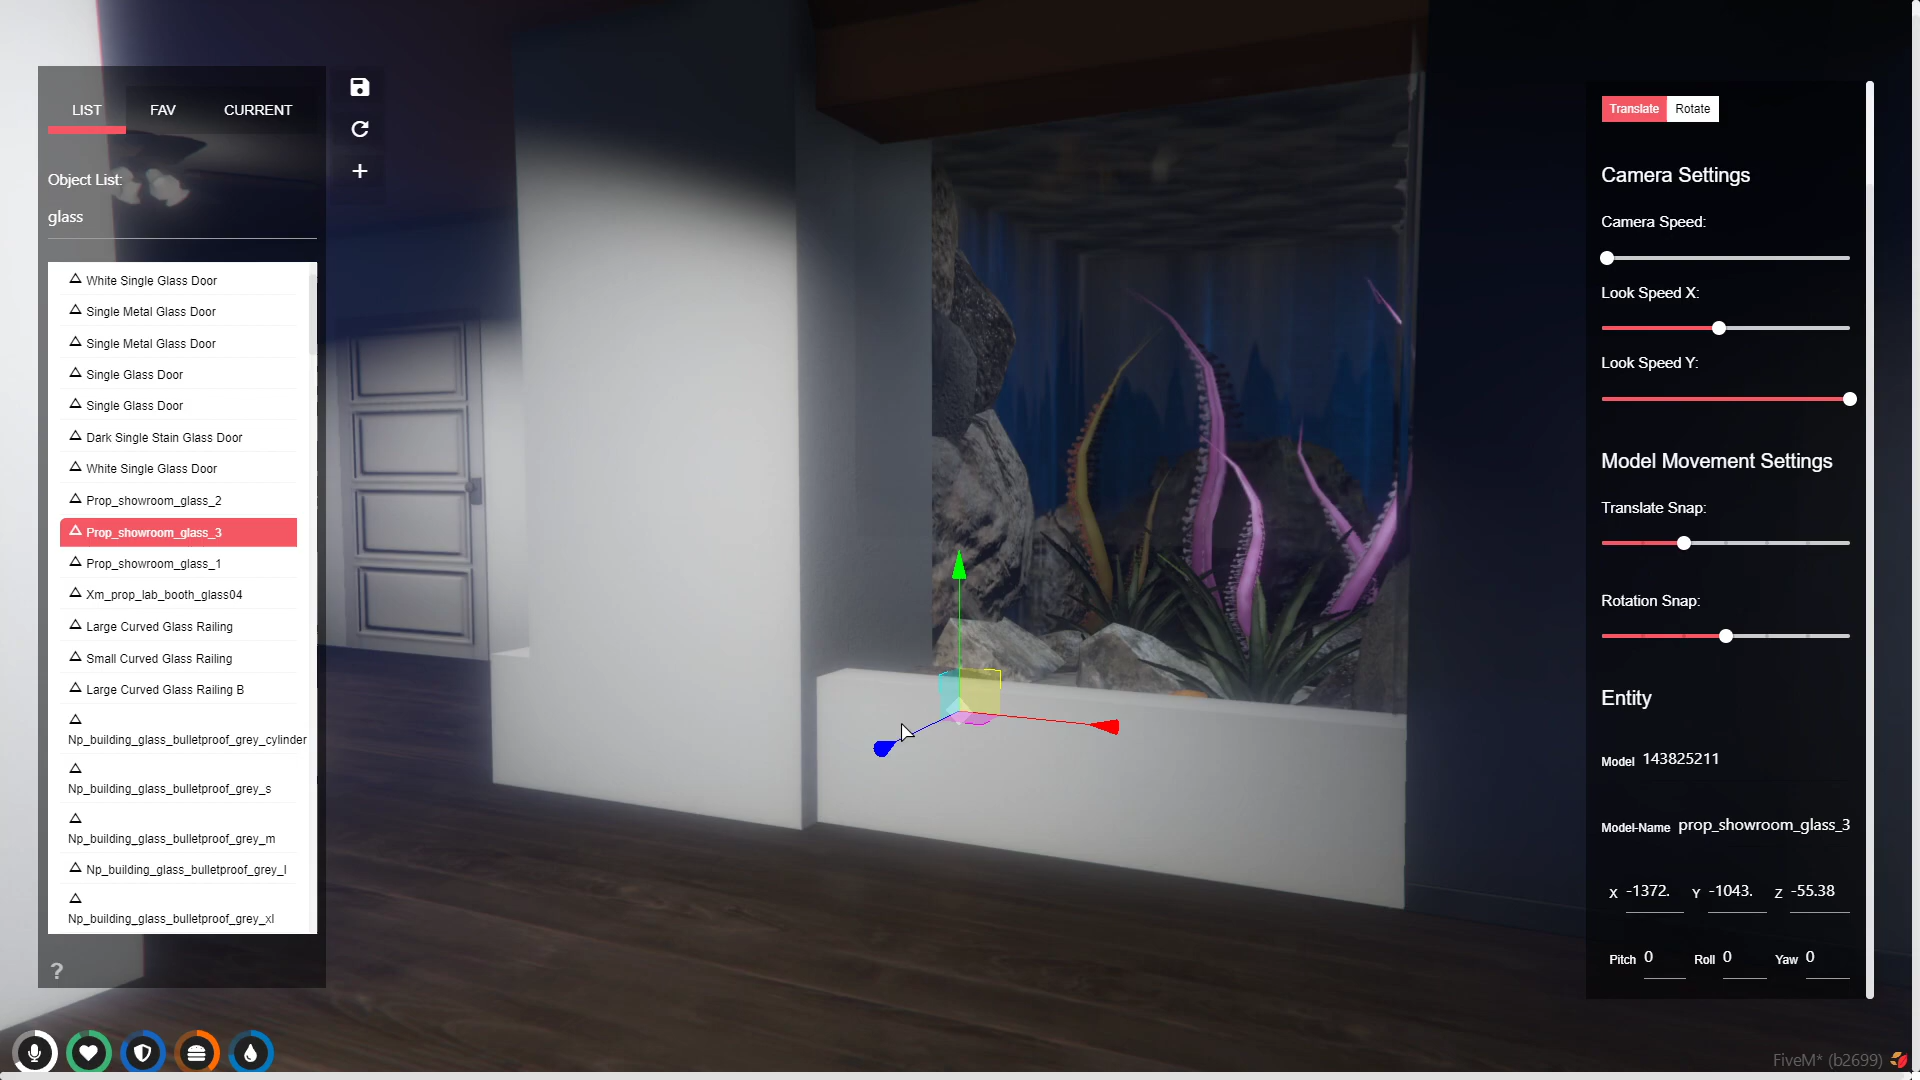 LIST FAV CURRENT
Object List:
glass
White Single Glass Door
Single Metal Glass Door
Single Metal Glass Door
Single Glass Door
Single Glass Door
Dark Single Stain Glass Door
White Single Glass Door
Prop_showroom_glass_2
Prop_showroom_glass_3
Prop_showroom_glass_1
Xm_prop_lab_booth_glass04
Large Curved Glass Railing
Small Curved Glass Railing
Large Curved Glass Railing B
Np_building_glass_bulletproof_grey_cylinder
Np_building_glass_bulletproof_grey_s
Np_building_glass_bulletproof_grey_m
Np_building_glass_bulletproof_grey_l
Np_building_glass_bulletproof_grey_xl
?
Translate Rotate
Camera Settings
Camera Speed:
Look Speed X:
Look Speed Y:
Model Movement Settings
Translate Snap:
Rotation Snap:
Entity
Model 143825211
Model-Name prop_showroom_glass_3
X -1372. Y -1043. Z -55.38
Pitch 0 Roll 0 Yaw 0
FiveM* (b2699)